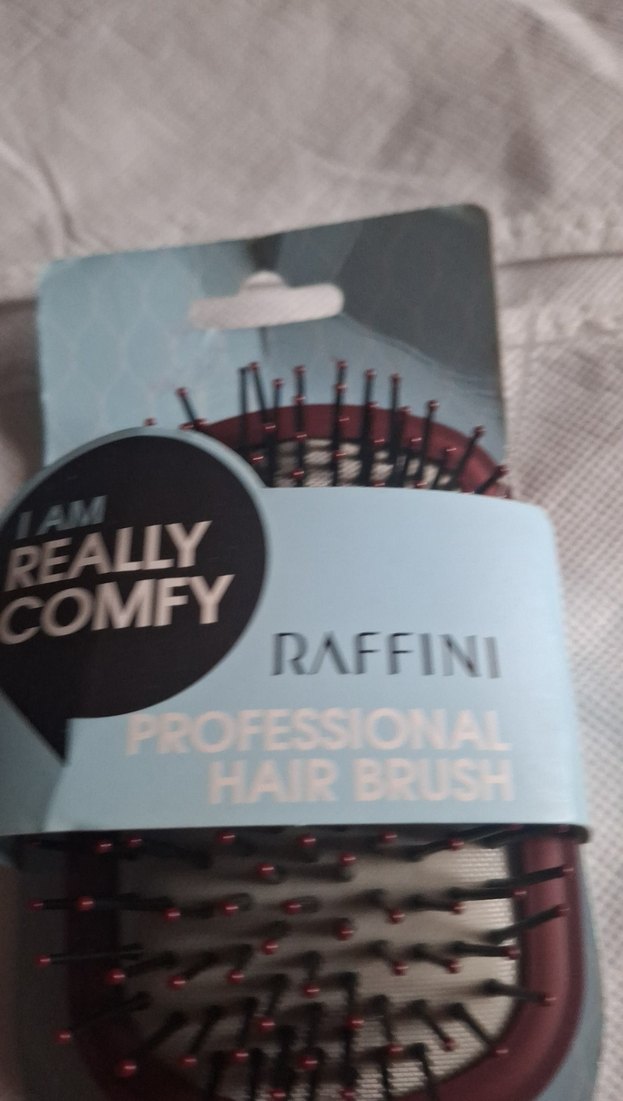 I AM
REALLY
COMFY
RAFFINI
PROFESSIONAL
HAIR BRUSH